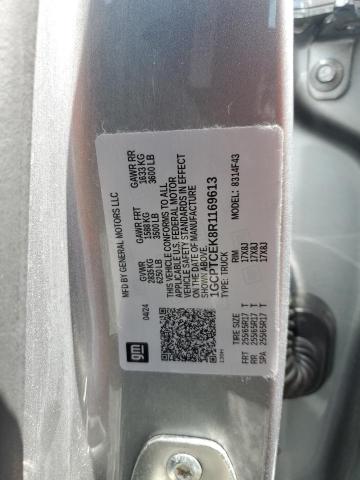 MFD BY GENERAL MOTORS LLC
04/24
GVWR
2835 KG
6250 LB
GAWR FRT
1588 KG
3500 LB
GAWR RR
1633 KG
3600 LB
THIS VEHICLE CONFORMS TO ALL
APPLICABLE U.S. FEDERAL MOTOR
VEHICLE SAFETY STANDARDS IN EFFECT
ON THE DATE OF MANUFACTURE
SHOWN ABOVE.
1GCPTCEK8R1169613
TYPE: TRUCK
MODEL: 8314F43
gm
TIRE SIZE RIM
FRT 255/65R17 T 17X8J
RR 255/65R17 T 17X8J
SPA 255/65R17 T 17X8J